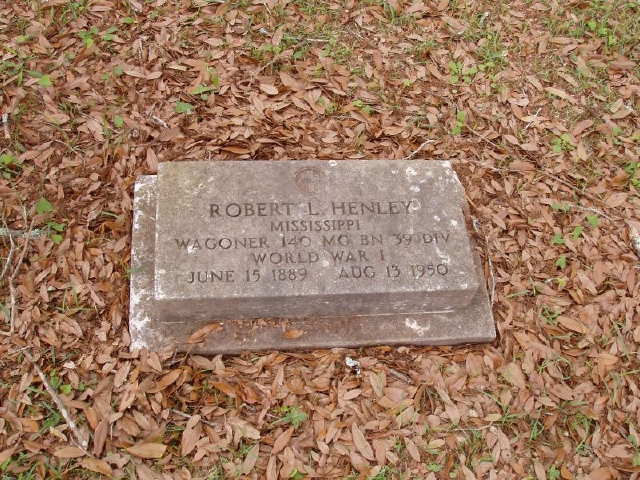 ROBERT L HENLEY
MISSISSIPPI
WAGONER 140 MG BN 39 DIV
WORLD WAR I
JUNE 15 1889 AUG 13 1950